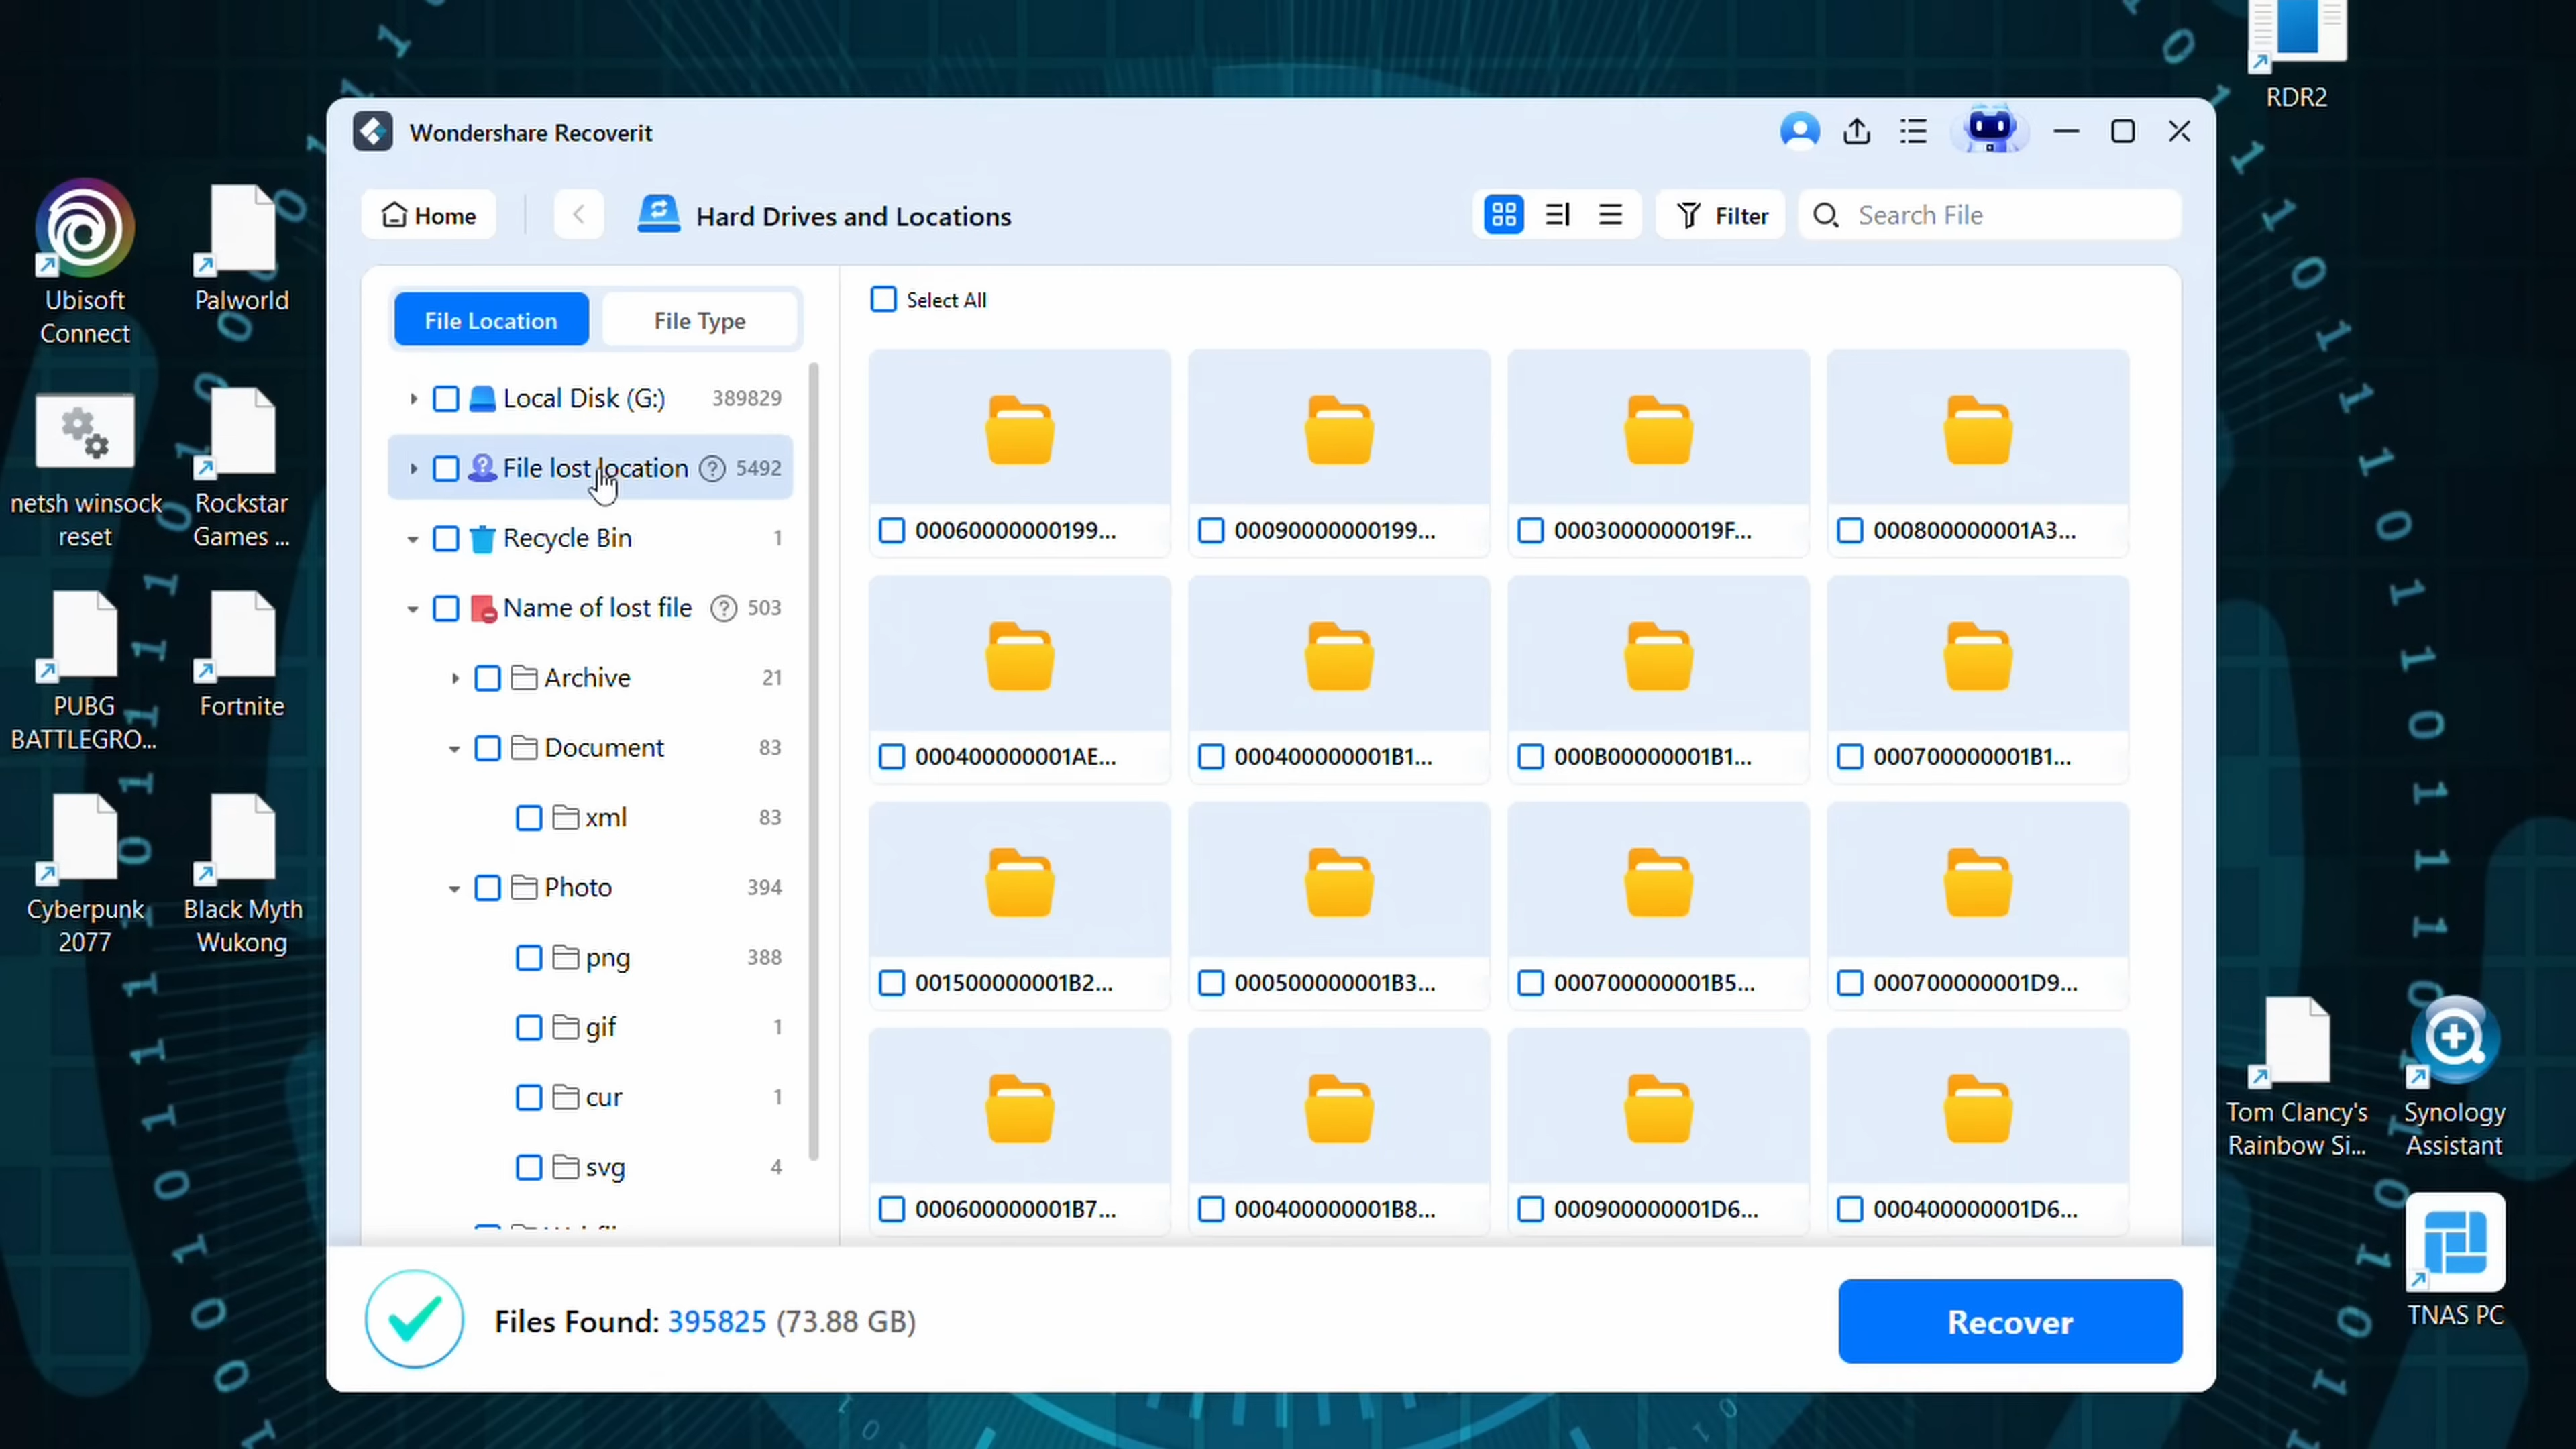 RDR2
Wondershare Recoverit
Home
Hard Drives and Locations
Filter
Search File
Ubisoft
Connect
Palworld
netsh winsock
reset
Rockstar
Games ...
PUBG
BATTLEGRO...
Fortnite
Cyberpunk
2077
Black Myth
Wukong
File Location
File Type
Local Disk (G:) 389829
File lost location 5492
Recycle Bin 1
Name of lost file 503
Archive 21
Document 83
xml 83
Photo 394
png 388
gif 1
cur 1
svg 4
Select All
00060000000199...
00090000000199...
0003000000019F...
000800000001A3...
000400000001AE...
000400000001B1...
000B00000001B1...
000700000001B1...
001500000001B2...
000500000001B3...
000700000001B5...
000700000001D9...
000600000001B7...
000400000001B8...
000900000001D6...
000400000001D6...
Tom Clancy's
Rainbow Si...
Synology
Assistant
TNAS PC
Files Found: 395825 (73.88 GB)
Recover